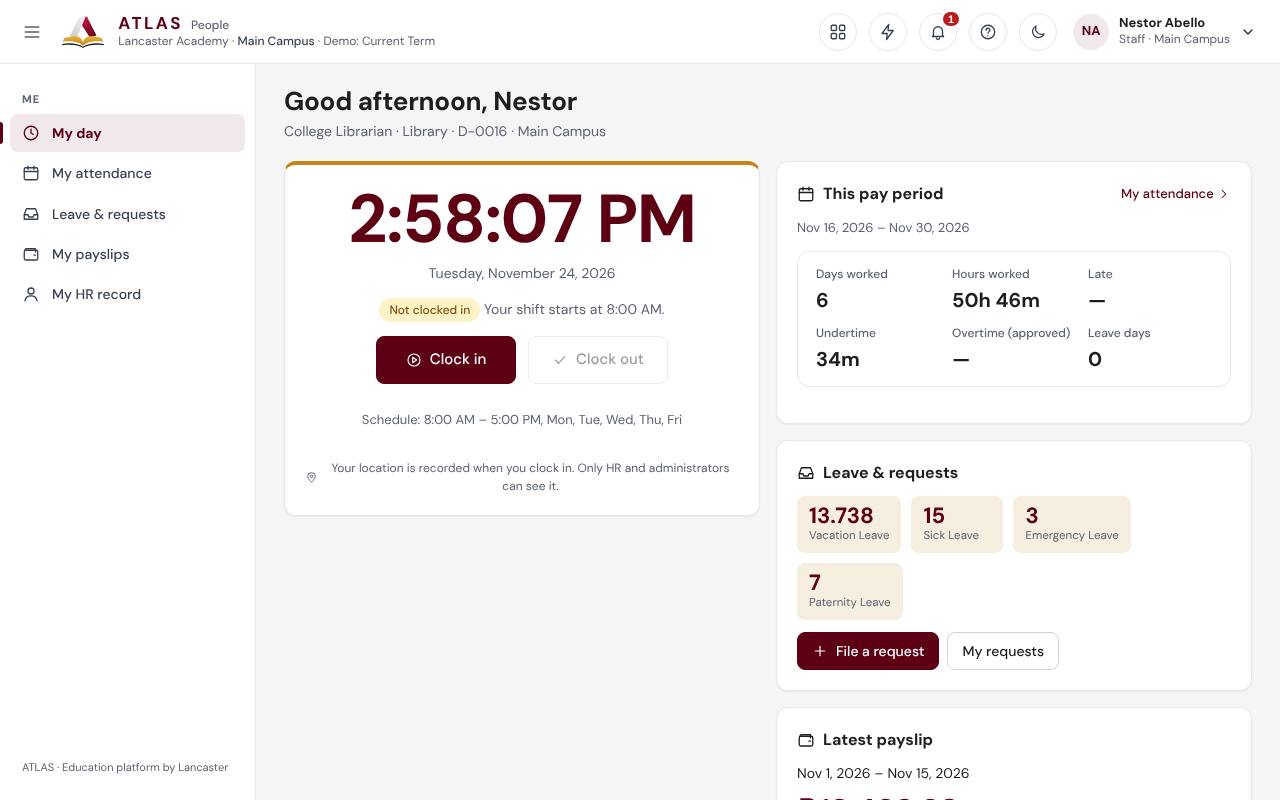 ATLAS People
Lancaster Academy · Main Campus · Demo: Current Term
1
NA
Nestor Abello
Staff · Main Campus
ME
My day
My attendance
Leave & requests
My payslips
My HR record
ATLAS · Education platform by Lancaster
Good afternoon, Nestor
College Librarian · Library · D-0016 · Main Campus
2:58:07 PM
Tuesday, November 24, 2026
Not clocked in Your shift starts at 8:00 AM.
Clock in Clock out
Schedule: 8:00 AM – 5:00 PM, Mon, Tue, Wed, Thu, Fri
Your location is recorded when you clock in. Only HR and administrators
can see it.
This pay period My attendance
Nov 16, 2026 – Nov 30, 2026
Days worked Hours worked Late
6 50h 46m —
Undertime Overtime (approved) Leave days
34m — 0
Leave & requests
13.738 15 3
Vacation Leave Sick Leave Emergency Leave
7
Paternity Leave
File a request My requests
Latest payslip
Nov 1, 2026 – Nov 15, 2026